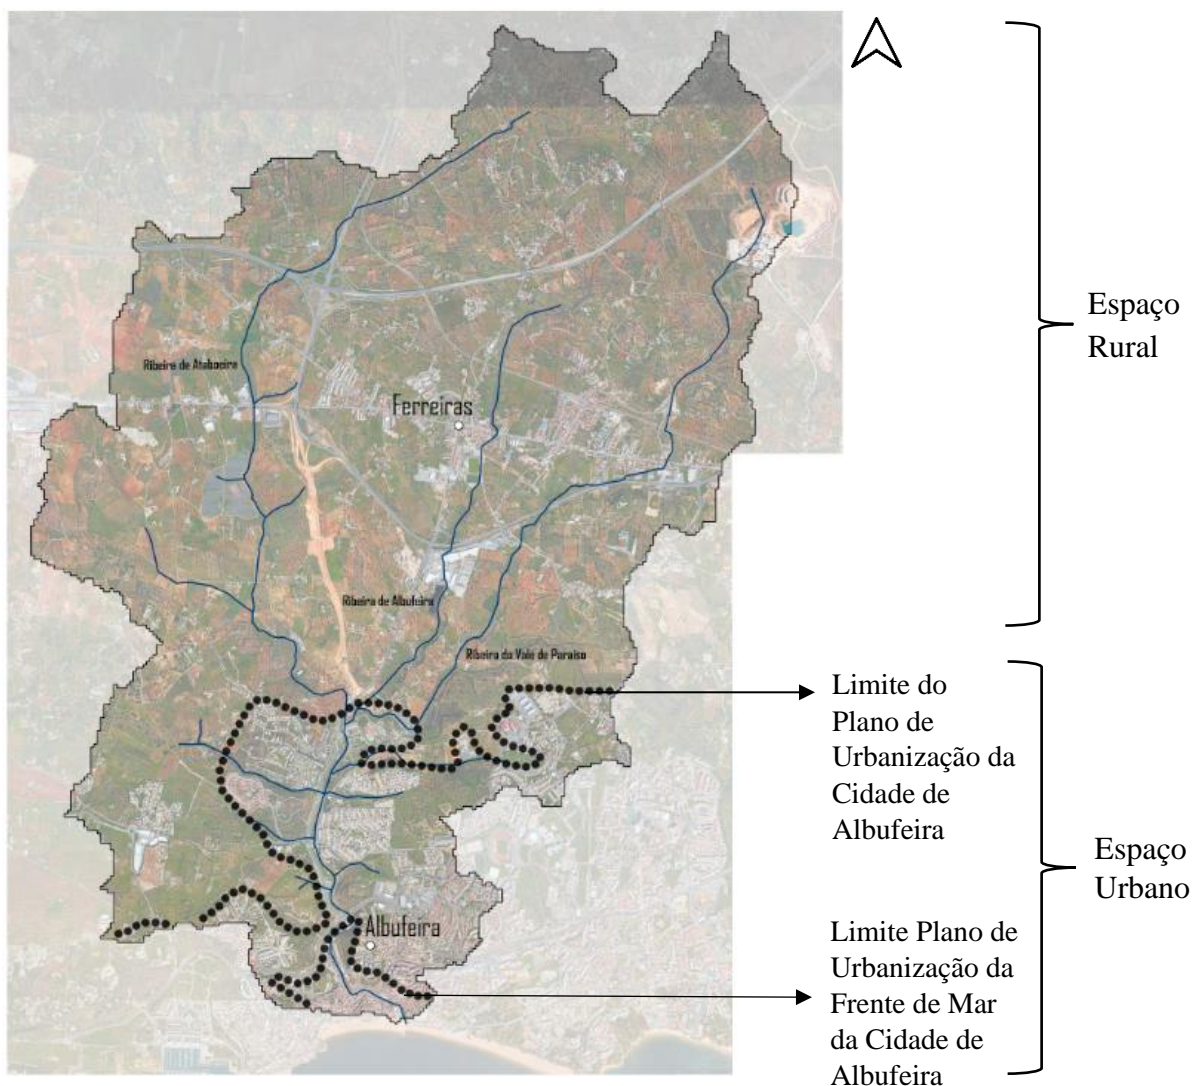 Espaço
Rural
Ribeira de Ataboeira
Ferreiras
Ribeira de Albufeira
Ribeira do Vale de Paraíso
Limite do
Plano de
Urbanização da
Cidade de
Albufeira
Espaço
Urbano
Albufeira
Limite Plano de
Urbanização da
Frente de Mar
da Cidade de
Albufeira